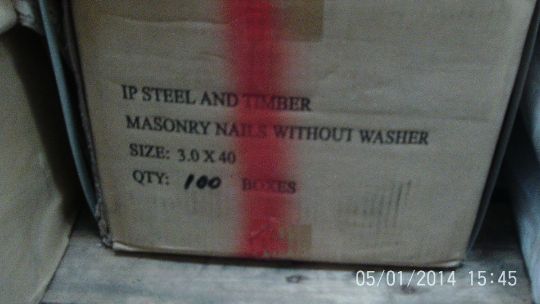 IP STEEL AND TIMBER
MASONRY NAILS WITHOUT WASHER
SIZE: 3.0 X 40
QTY: 100 BOXES
05/01/2014 15:45